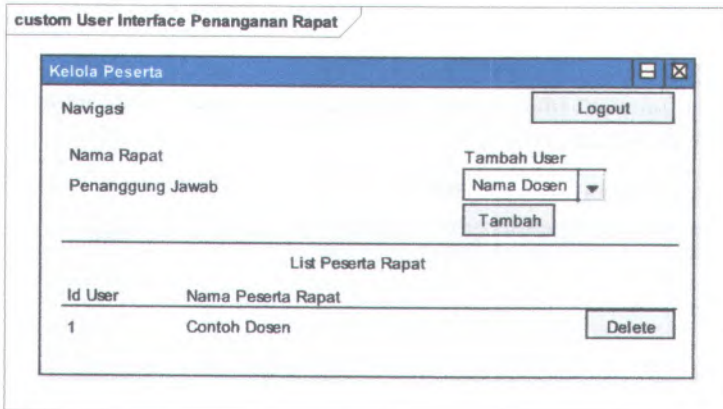 custom User Interface Penanganan Rapat
Kelola Peserta
Navigasi
Logout
Nama Rapat
Tambah User
Penanggung Jawab
Nama Dosen
Tambah
List Peserta Rapat
Id User Nama Peserta Rapat
1 Contoh Dosen Delete